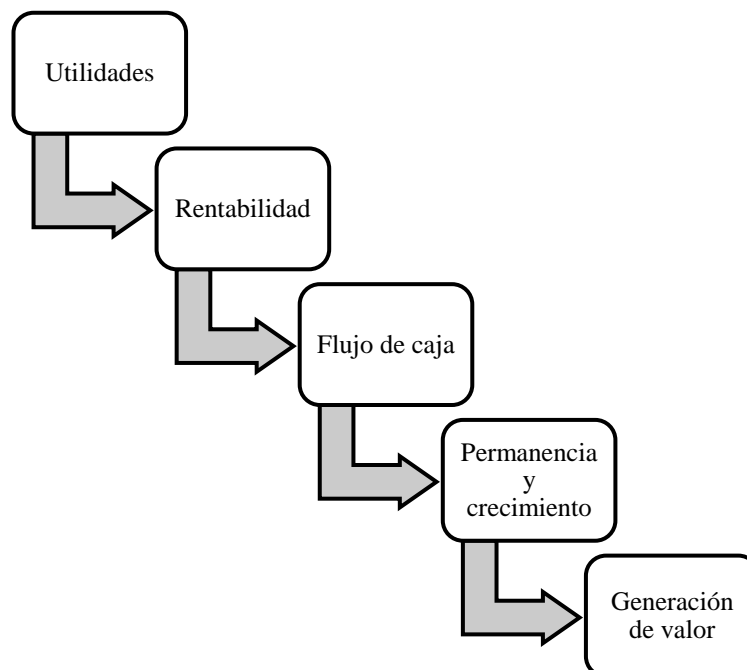 Utilidades
Rentabilidad
Flujo de caja
Permanencia
y
crecimiento
Generación
de valor